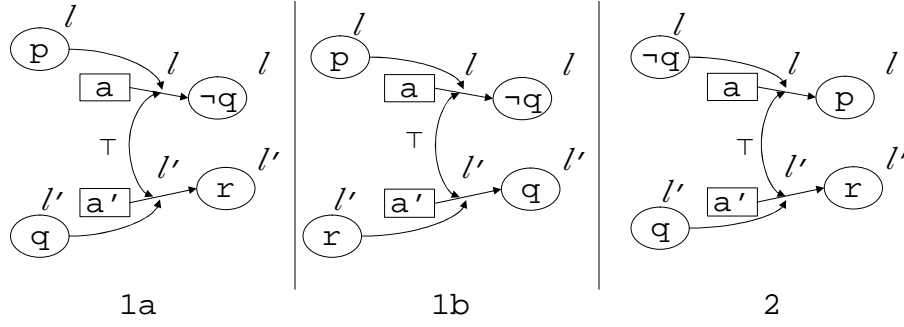 l l l
p p ¬q
l l l l l l
a ¬q a ¬q a p
⊤ ⊤ ⊤
l' l' l' l' l' l'
l' a' r a' q l' a' r
q r q
1a 1b 2